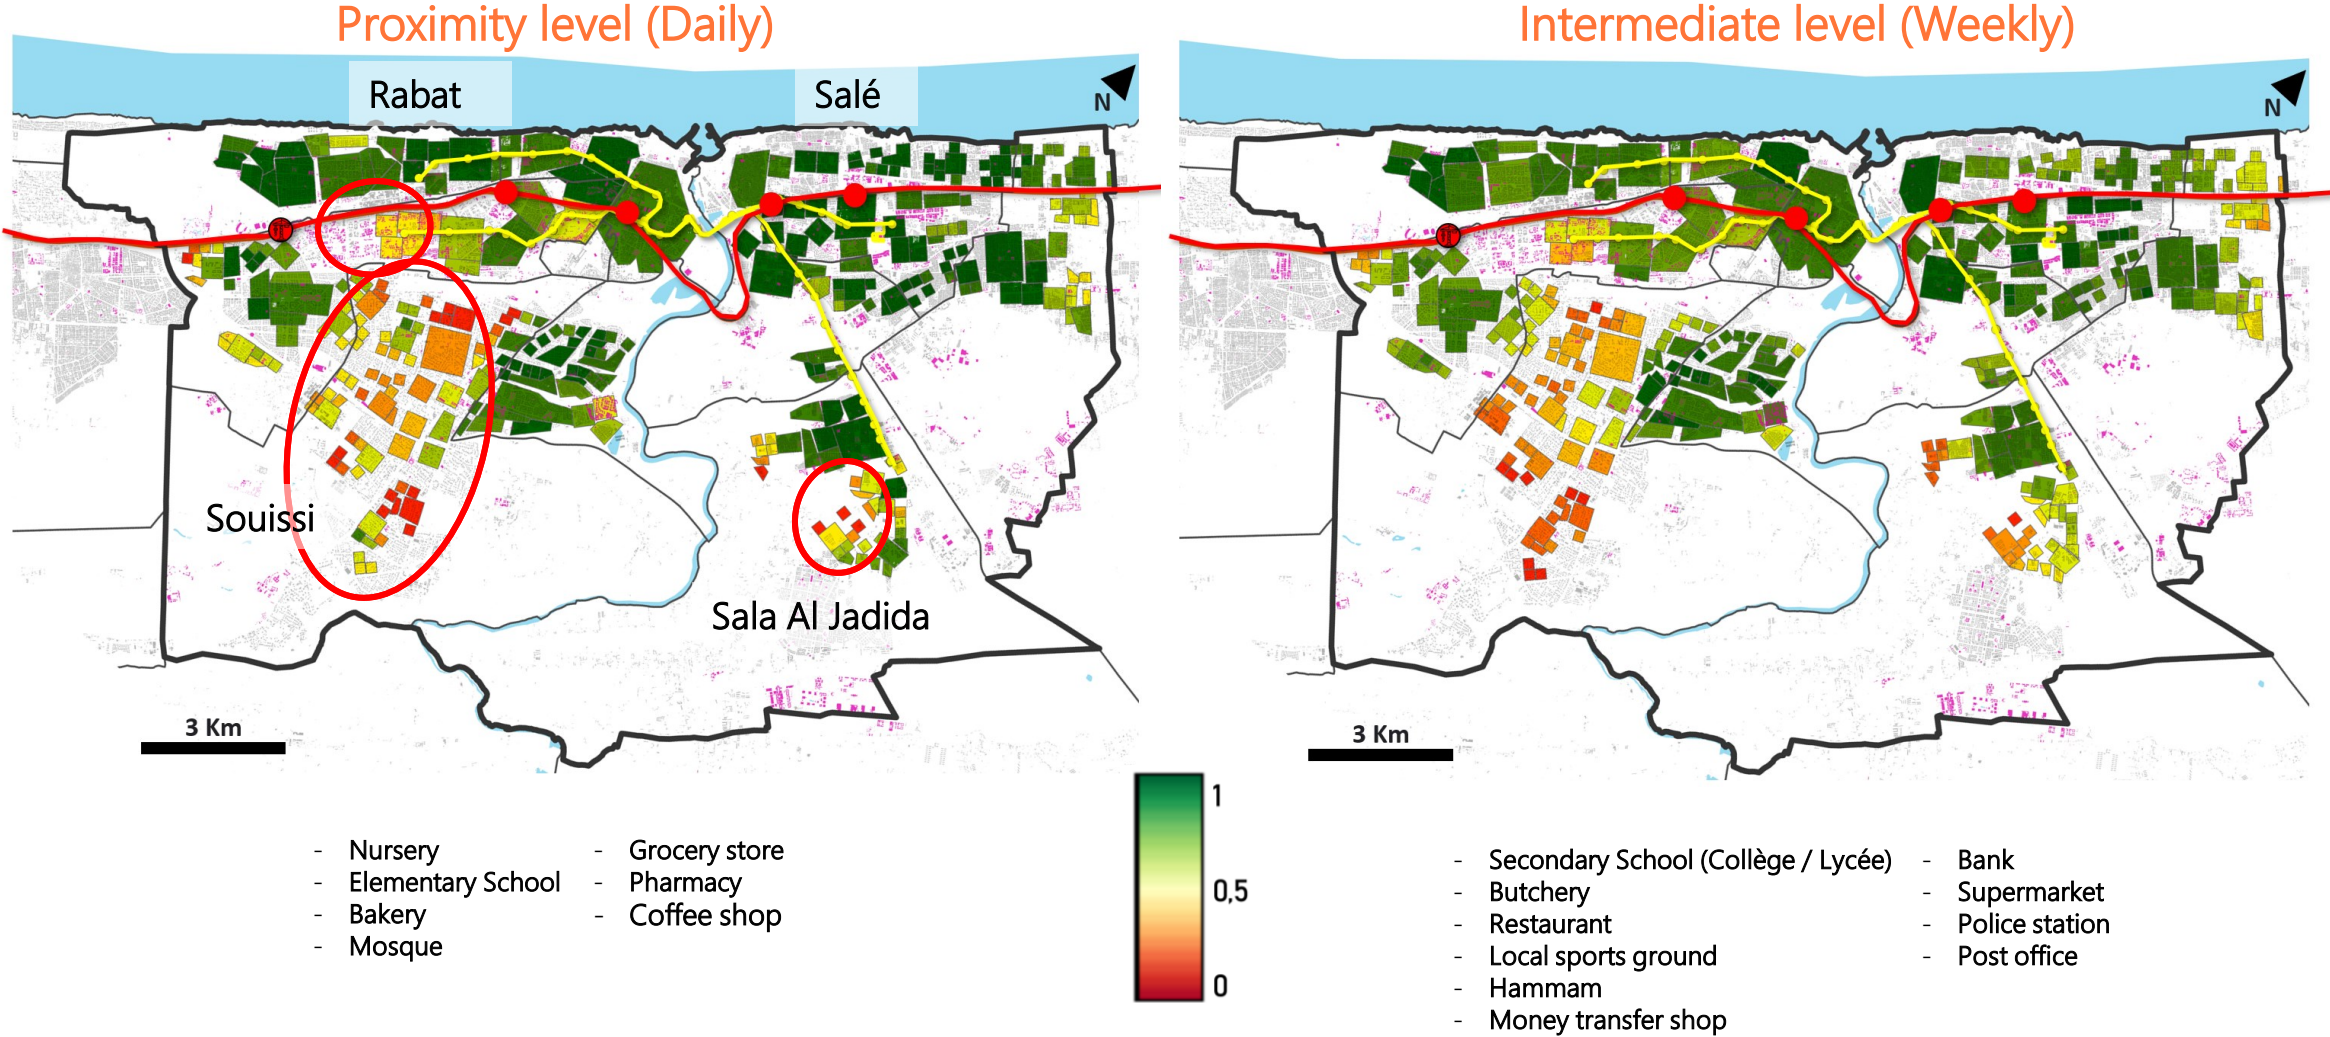 Proximity level (Daily)
Intermediate level (Weekly)
Rabat
Salé
N
N
Souissi
Sala Al Jadida
3 Km
3 Km
1
0,5
0
- Nursery
- Elementary School
- Bakery
- Mosque
- Grocery store
- Pharmacy
- Coffee shop
- Secondary School (Collège / Lycée)
- Butchery
- Restaurant
- Local sports ground
- Hammam
- Money transfer shop
- Bank
- Supermarket
- Police station
- Post office